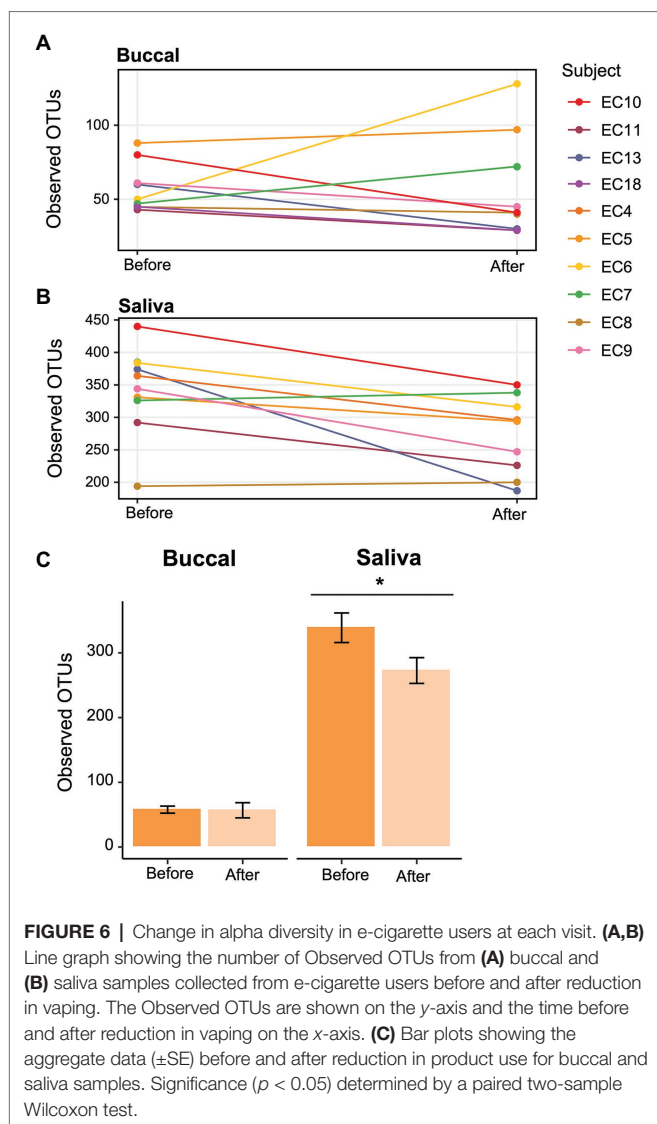 A
Buccal
Observed OTUs
100
50
Before
After
Subject
EC10
EC11
EC13
EC18
EC4
EC5
EC6
EC7
EC8
EC9
B
Saliva
Observed OTUs
450
400
350
300
250
200
Before
After
C
Buccal
Saliva
*
Observed OTUs
300
200
100
0
Before
After
Before
After
FIGURE 6 | Change in alpha diversity in e-cigarette users at each visit. (A,B)
Line graph showing the number of Observed OTUs from (A) buccal and
(B) saliva samples collected from e-cigarette users before and after reduction
in vaping. The Observed OTUs are shown on the y-axis and the time before
and after reduction in vaping on the x-axis. (C) Bar plots showing the
aggregate data (±SE) before and after reduction in product use for buccal and
saliva samples. Significance (p < 0.05) determined by a paired two-sample
Wilcoxon test.